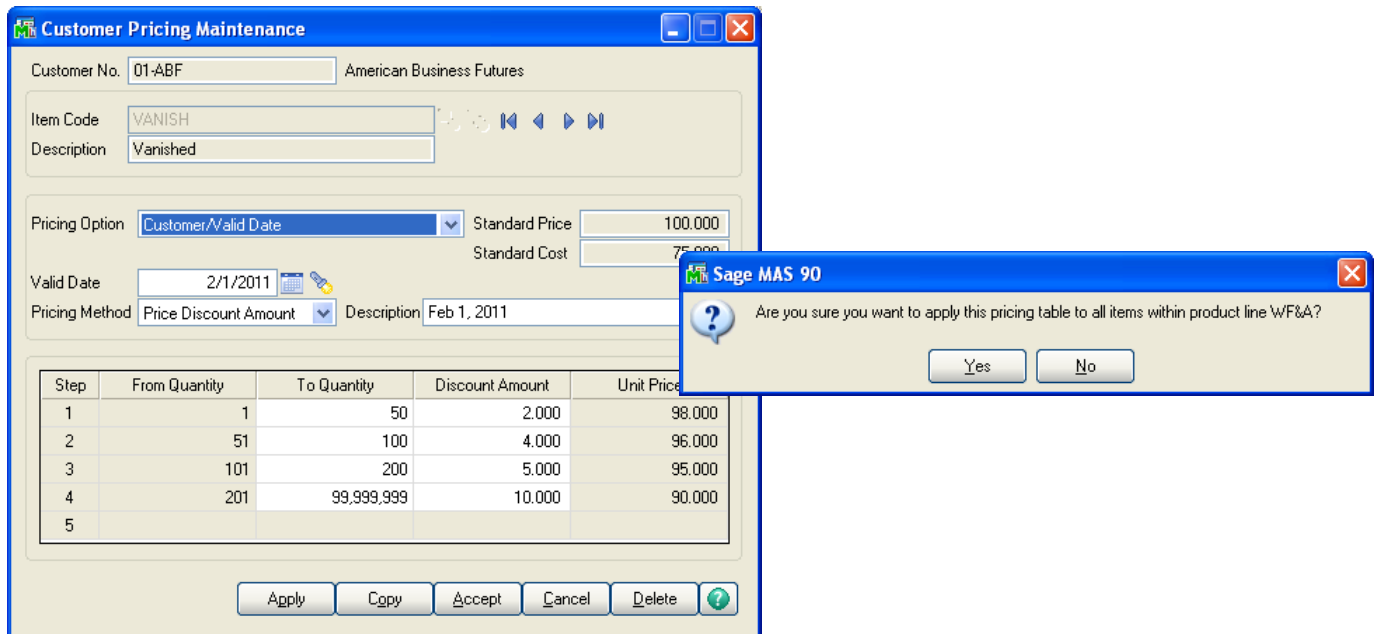 Customer Pricing Maintenance
Customer No. 01-ABF American Business Futures
Item Code VANISH
Description Vanished
Pricing Option Customer/Valid Date Standard Price 100.000
Standard Cost
Valid Date 2/1/2011
Pricing Method Price Discount Amount Description Feb 1, 2011
Step From Quantity To Quantity Discount Amount Unit Price
1 1 50 2.000 98.000
2 51 100 4.000 96.000
3 101 200 5.000 95.000
4 201 99,999,999 10.000 90.000
5
Apply Copy Accept Cancel Delete ?
Sage MAS 90
Are you sure you want to apply this pricing table to all items within product line WF&A?
Yes No